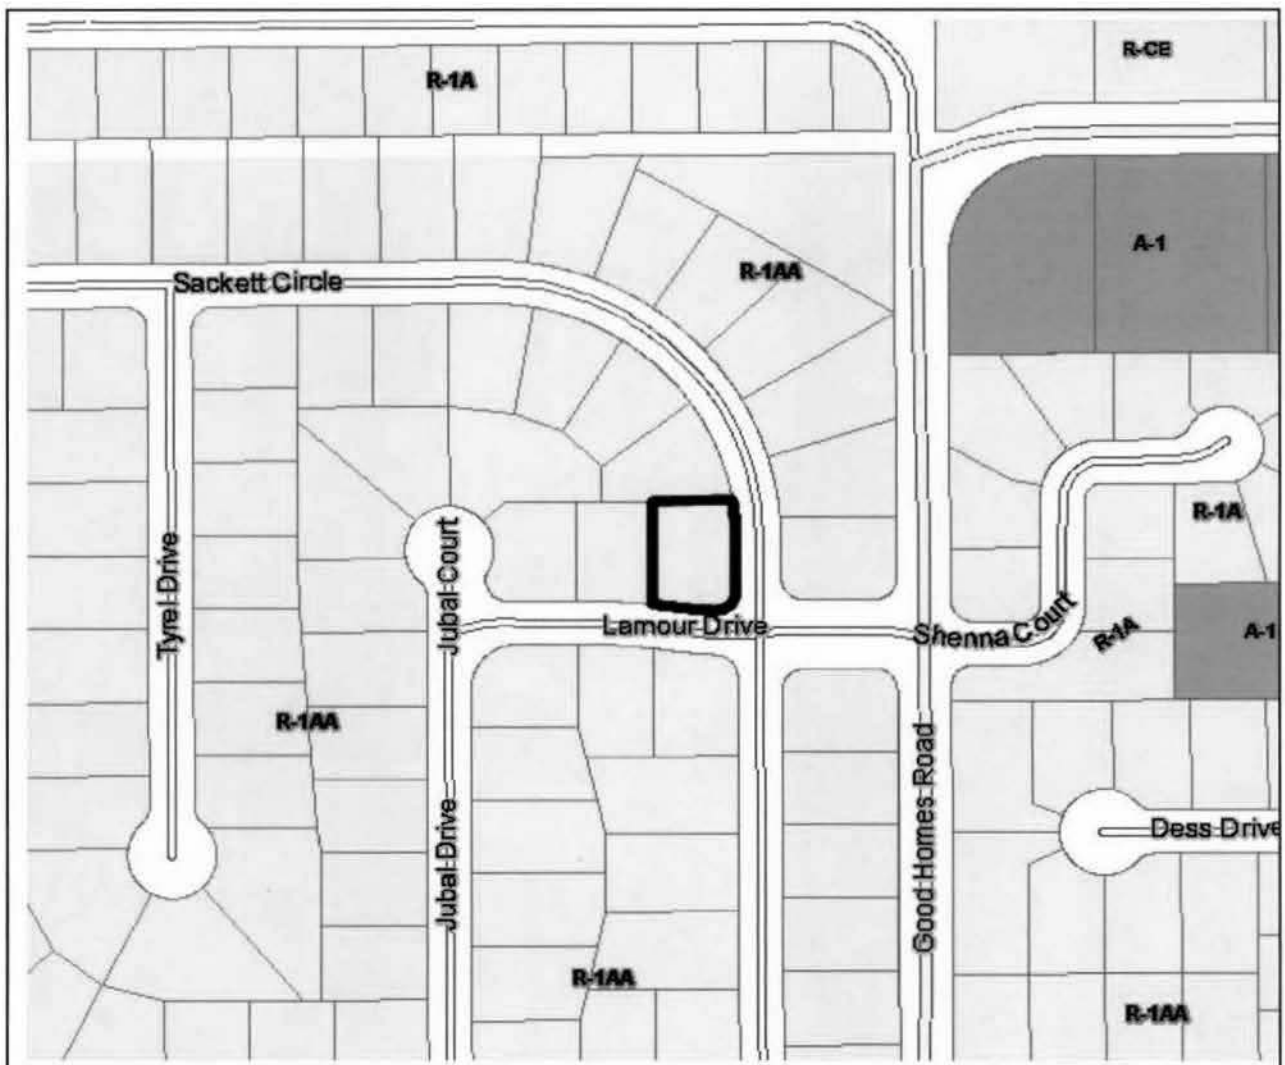 R-CE
R-1A
A-1
R-1AA
Sackett Circle
R-1A
Tyrel Drive
Jubal Court
Lamour Drive
Shenna Court
R-1A
A-1
R-1AA
Good Homes Road
Jubal Drive
Dess Drive
R-1AA
R-1AA